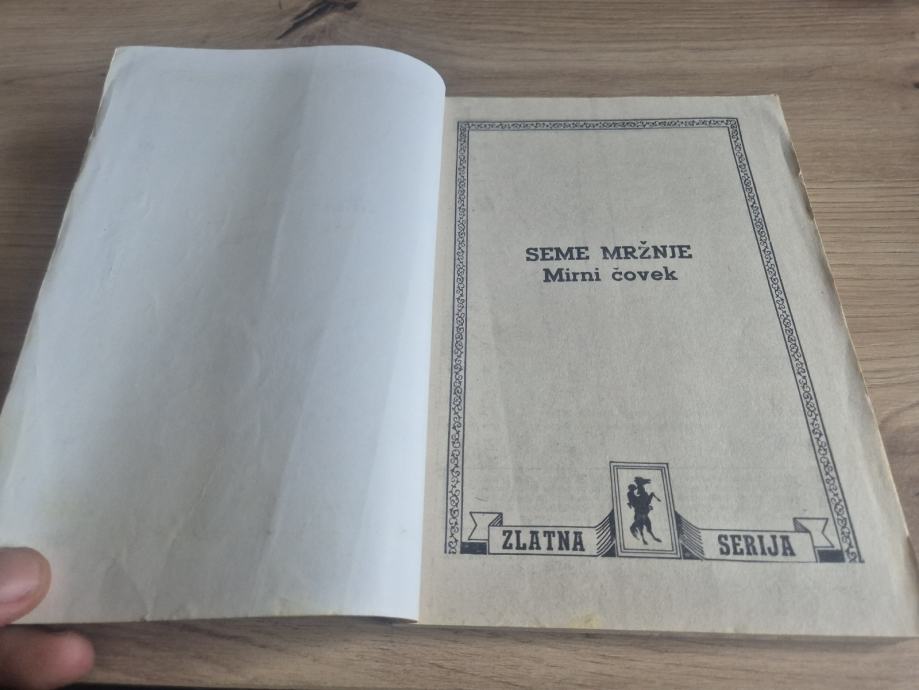 SEME MRŽNJE
Mirni čovek
ZLATNA SERIJA